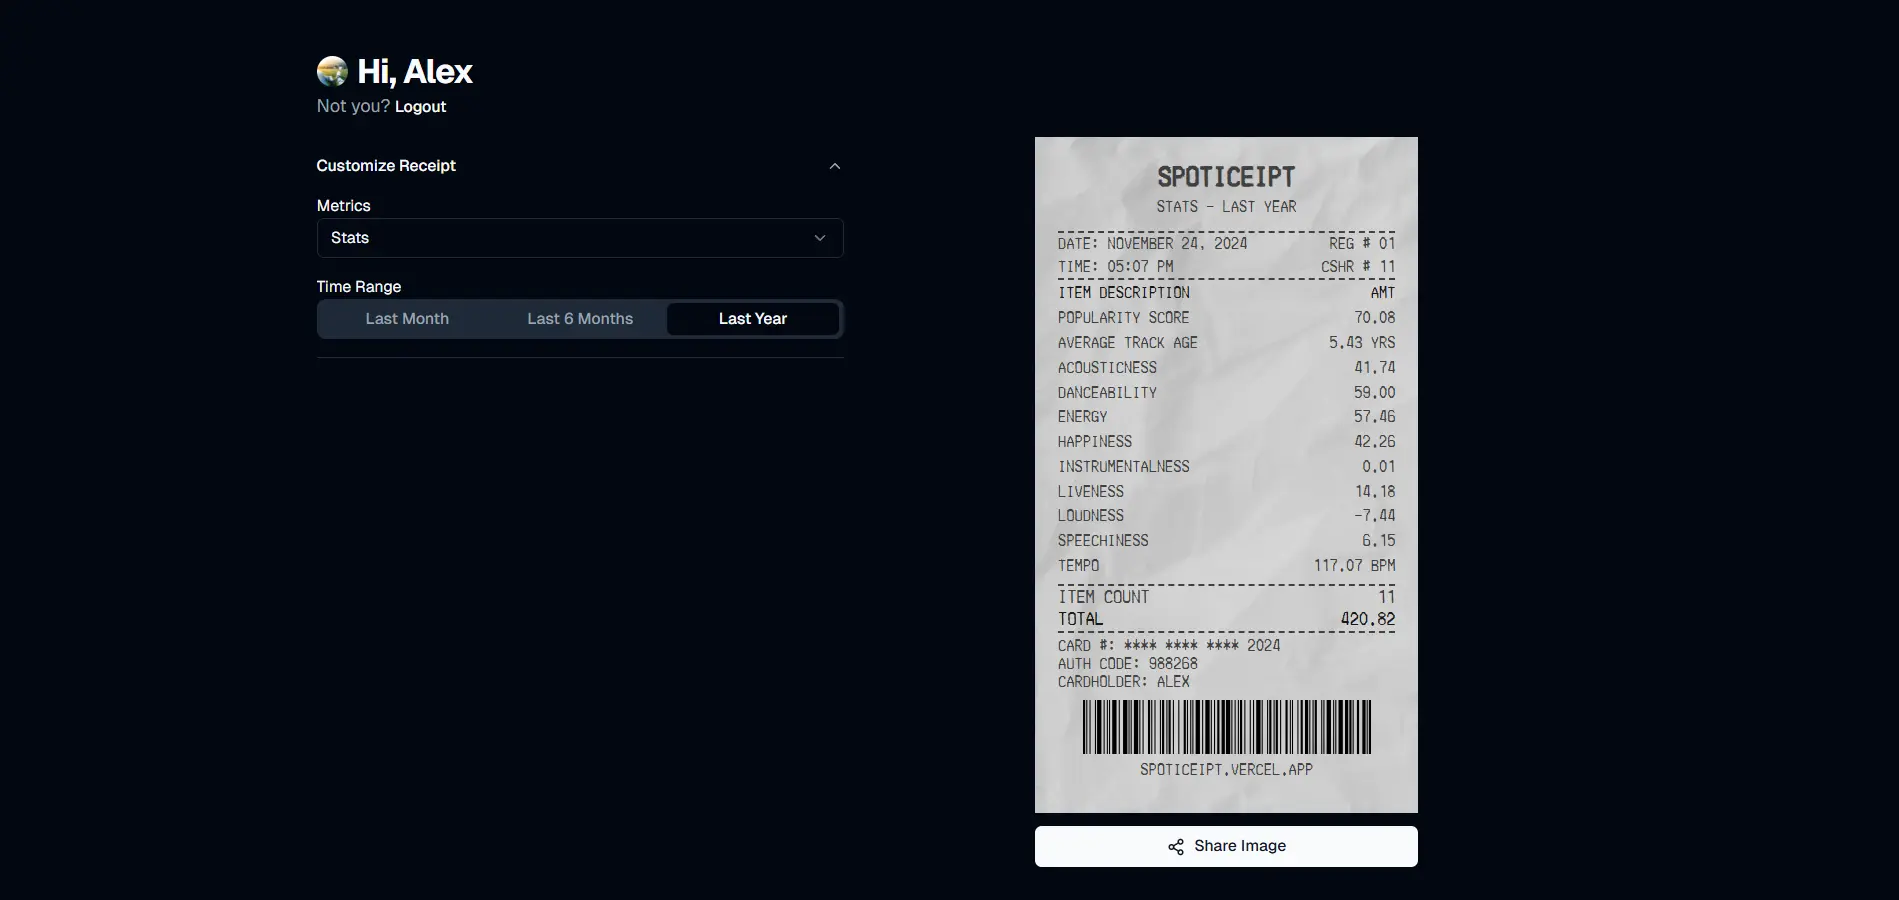 Hi, Alex
Not you? Logout
Customize Receipt
Metrics
Stats
Time Range
Last Month Last 6 Months Last Year
SPOTICEIPT
STATS - LAST YEAR
DATE: NOVEMBER 24, 2024 REG # 01
TIME: 05:07 PM CSHR # 11
ITEM DESCRIPTION AMT
POPULARITY SCORE 70.08
AVERAGE TRACK AGE 5.43 YRS
ACOUSTICNESS 41.74
DANCEABILITY 59.00
ENERGY 57.46
HAPPINESS 42.26
INSTRUMENTALNESS 0.01
LIVENESS 14.18
LOUDNESS -7.44
SPEECHINESS 6.15
TEMPO 117.07 BPM
ITEM COUNT 11
TOTAL 420.82
CARD #: **** **** **** 2024
AUTH CODE: 988268
CARDHOLDER: ALEX
SPOTICEIPT.VERCEL.APP
Share Image